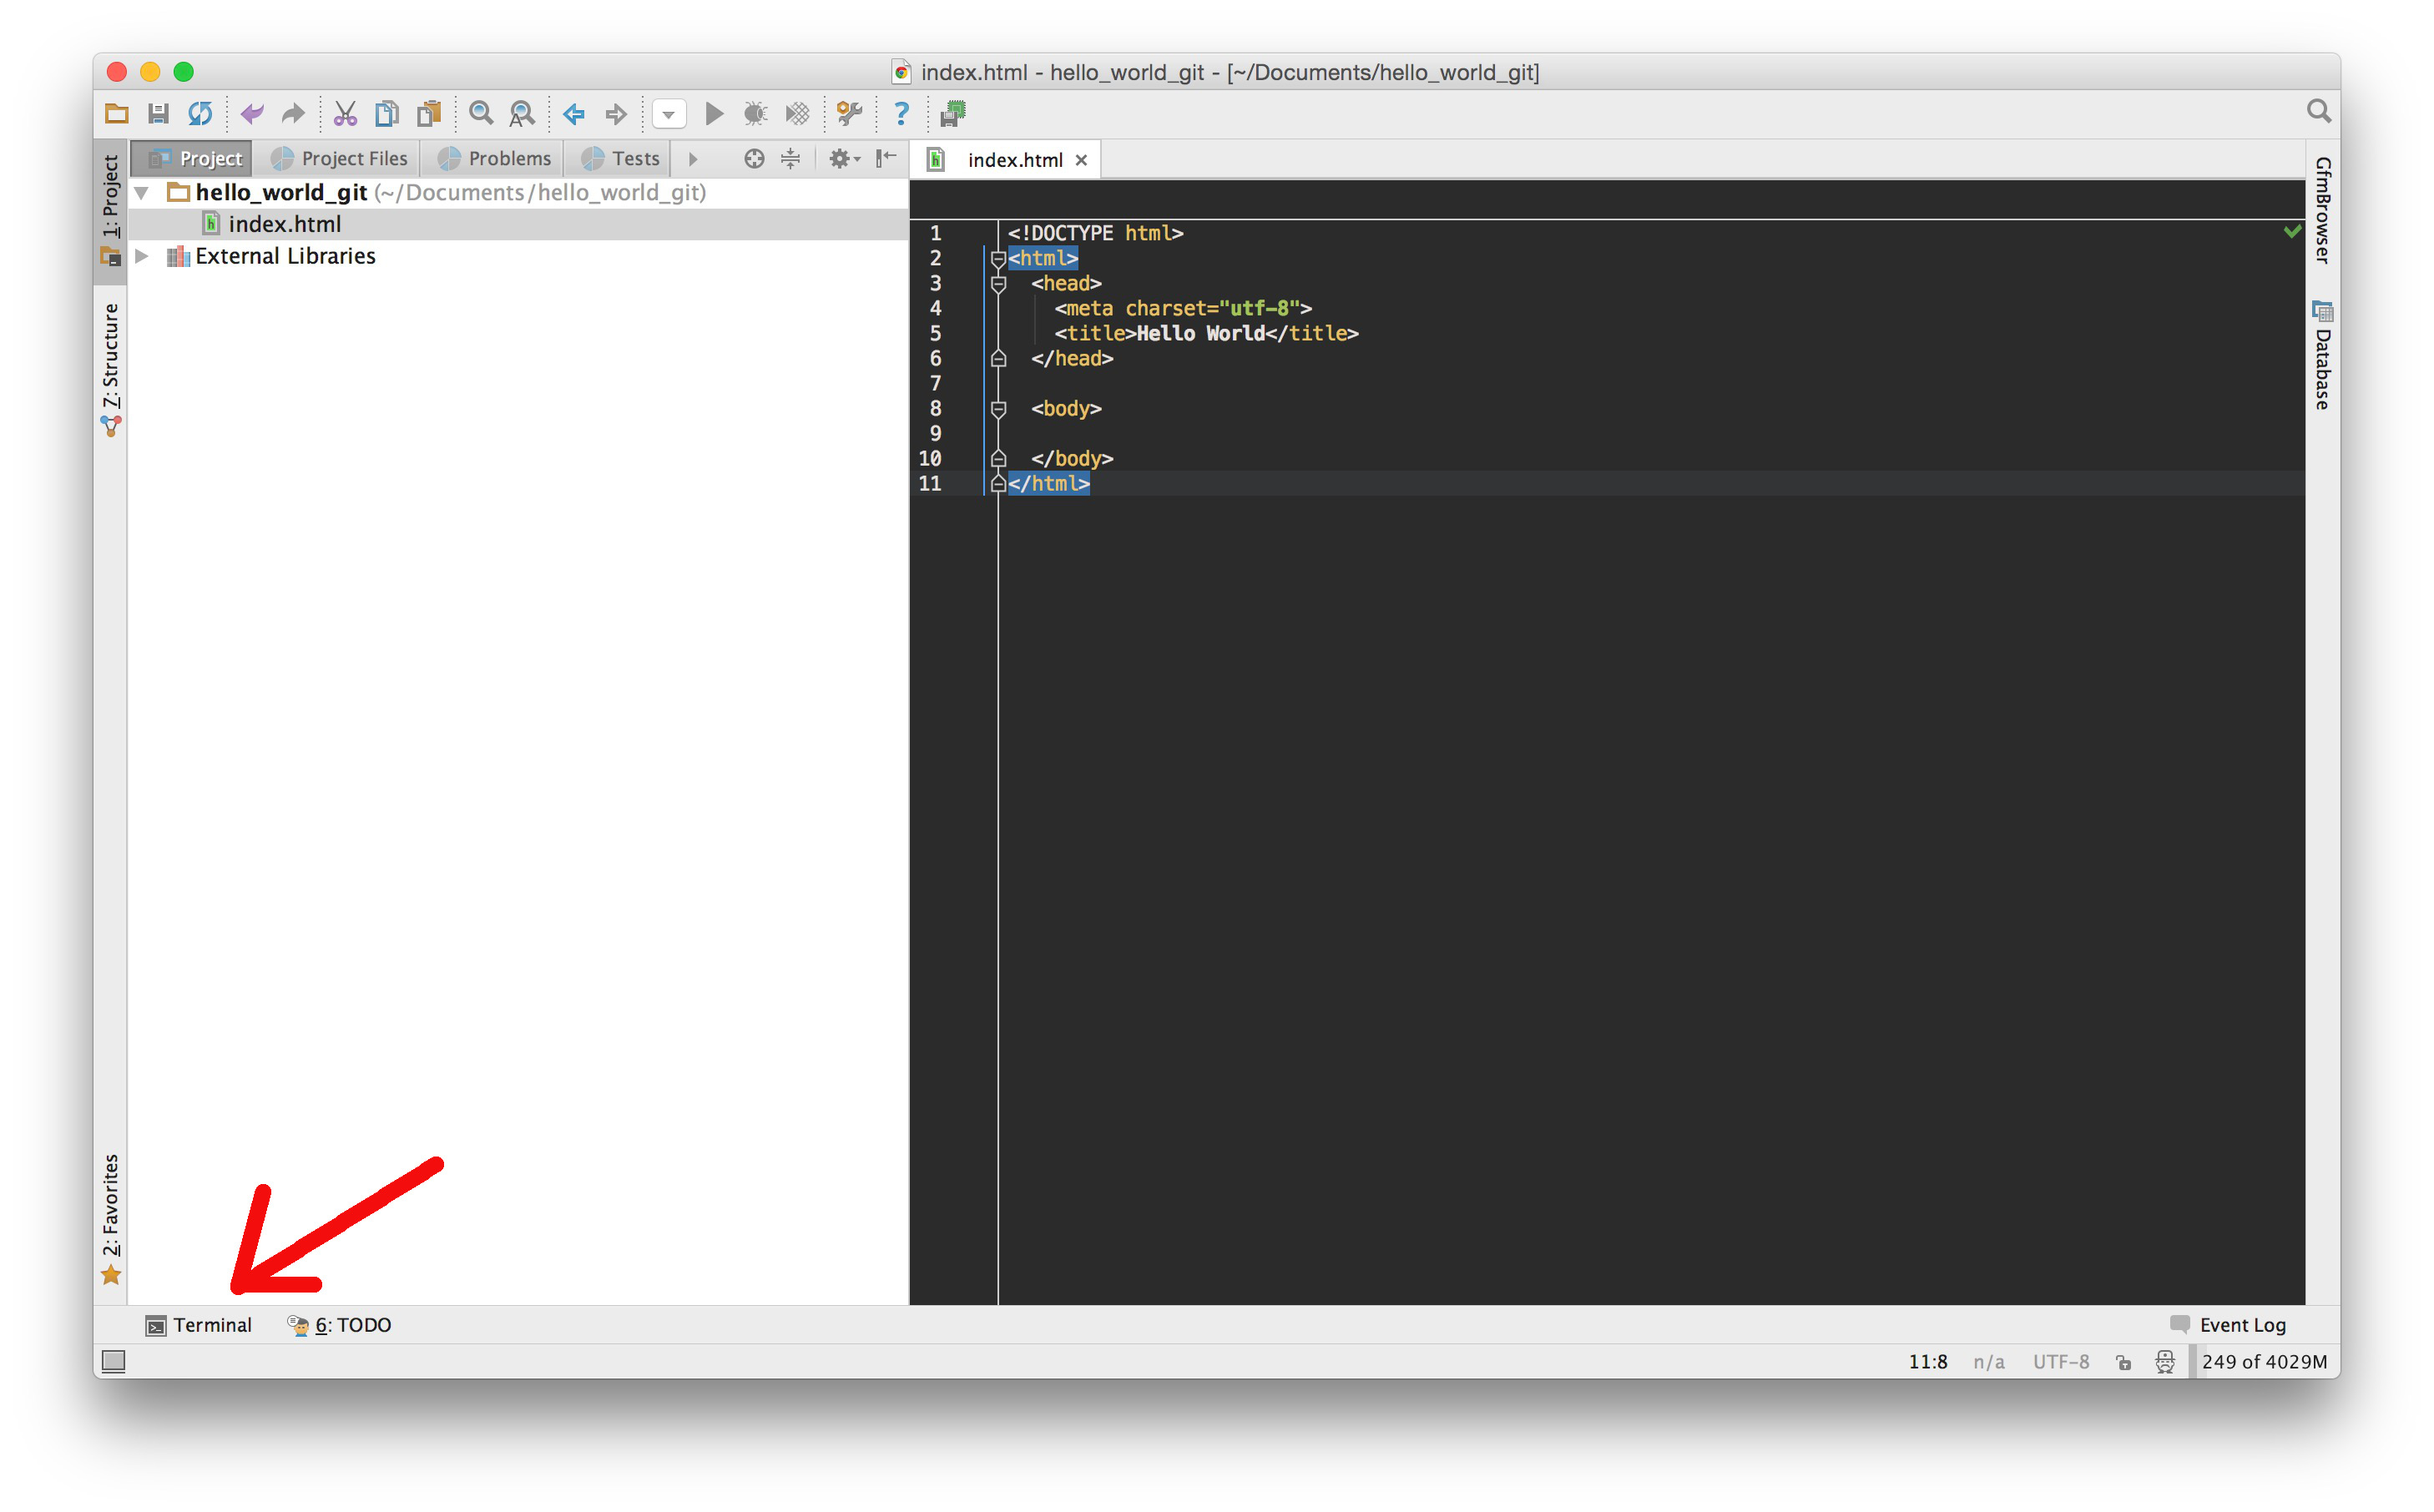 index.html - hello_world_git - [~/Documents/hello_world_git]
1: Project
Project
Project Files
Problems
Tests
index.html
hello_world_git (~/Documents/hello_world_git)
index.html
External Libraries
7: Structure
2: Favorites
1 <!DOCTYPE html>
2 <html>
3 <head>
4 <meta charset="utf-8">
5 <title>Hello World</title>
6 </head>
7
8 <body>
9
10 </body>
11 </html>
GfmBrowser
Database
Terminal
6: TODO
Event Log
11:8
n/a
UTF-8
249 of 4029M